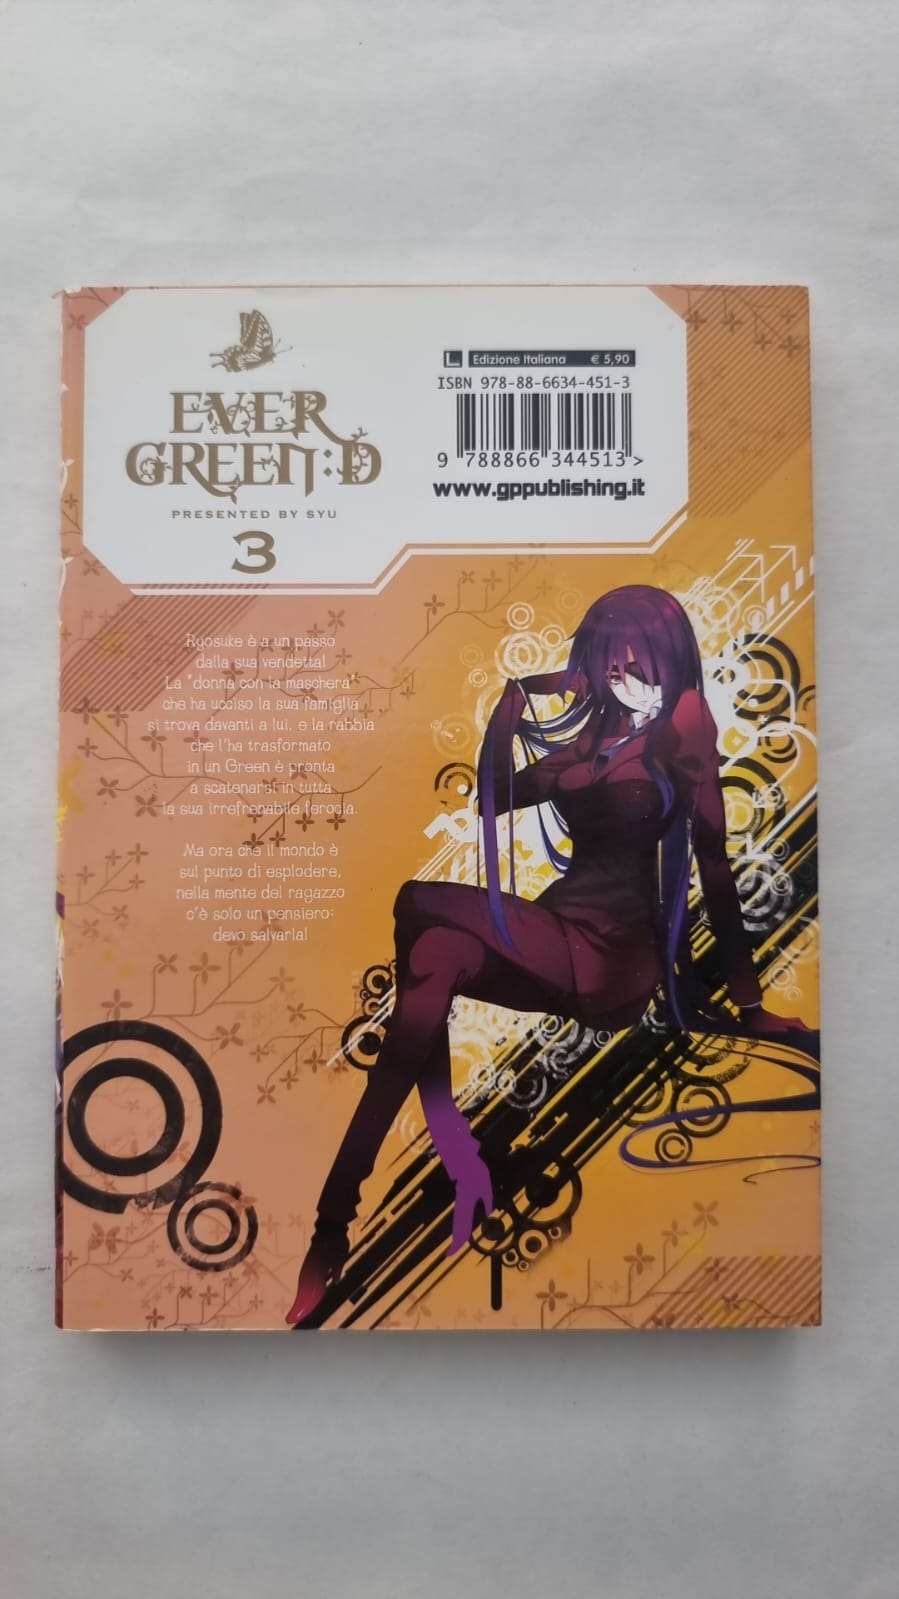 EVER
GREEN:D
PRESENTED BY SYU
3
L Edizione Italiana € 5,90
ISBN 978-88-6634-451-3
9 788866 344513 >
www.gppublishing.it
Ryosuke è a un passo
dalla sua vendetta!
La "donna con la maschera"
che ha ucciso la sua famiglia
si trova davanti a lui, e la rabbia
che l'ha trasformato
in un Green è pronta
a scatenarsi in tutta
la sua irrefrenabile ferocia.
Ma ora che il mondo è
sul punto di esplodere,
nella mente del ragazzo
c'è solo un pensiero:
devo salvarla!